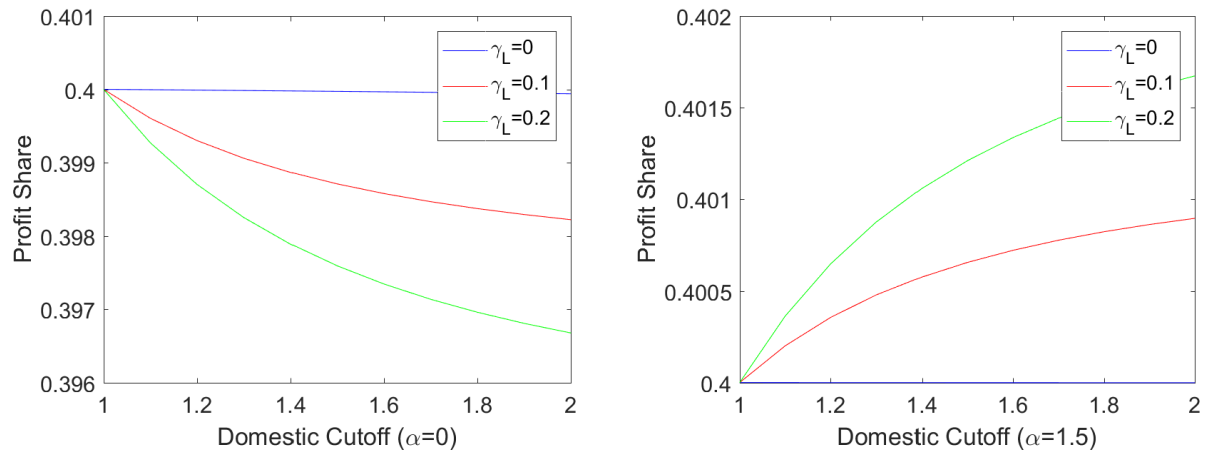 0.401
0.4
0.399
0.398
0.397
0.396
Profit Share
γL=0
γL=0.1
γL=0.2
1 1.2 1.4 1.6 1.8 2
Domestic Cutoff (α=0)
0.402
0.4015
0.401
0.4005
0.4
Profit Share
γL=0
γL=0.1
γL=0.2
1 1.2 1.4 1.6 1.8 2
Domestic Cutoff (α=1.5)